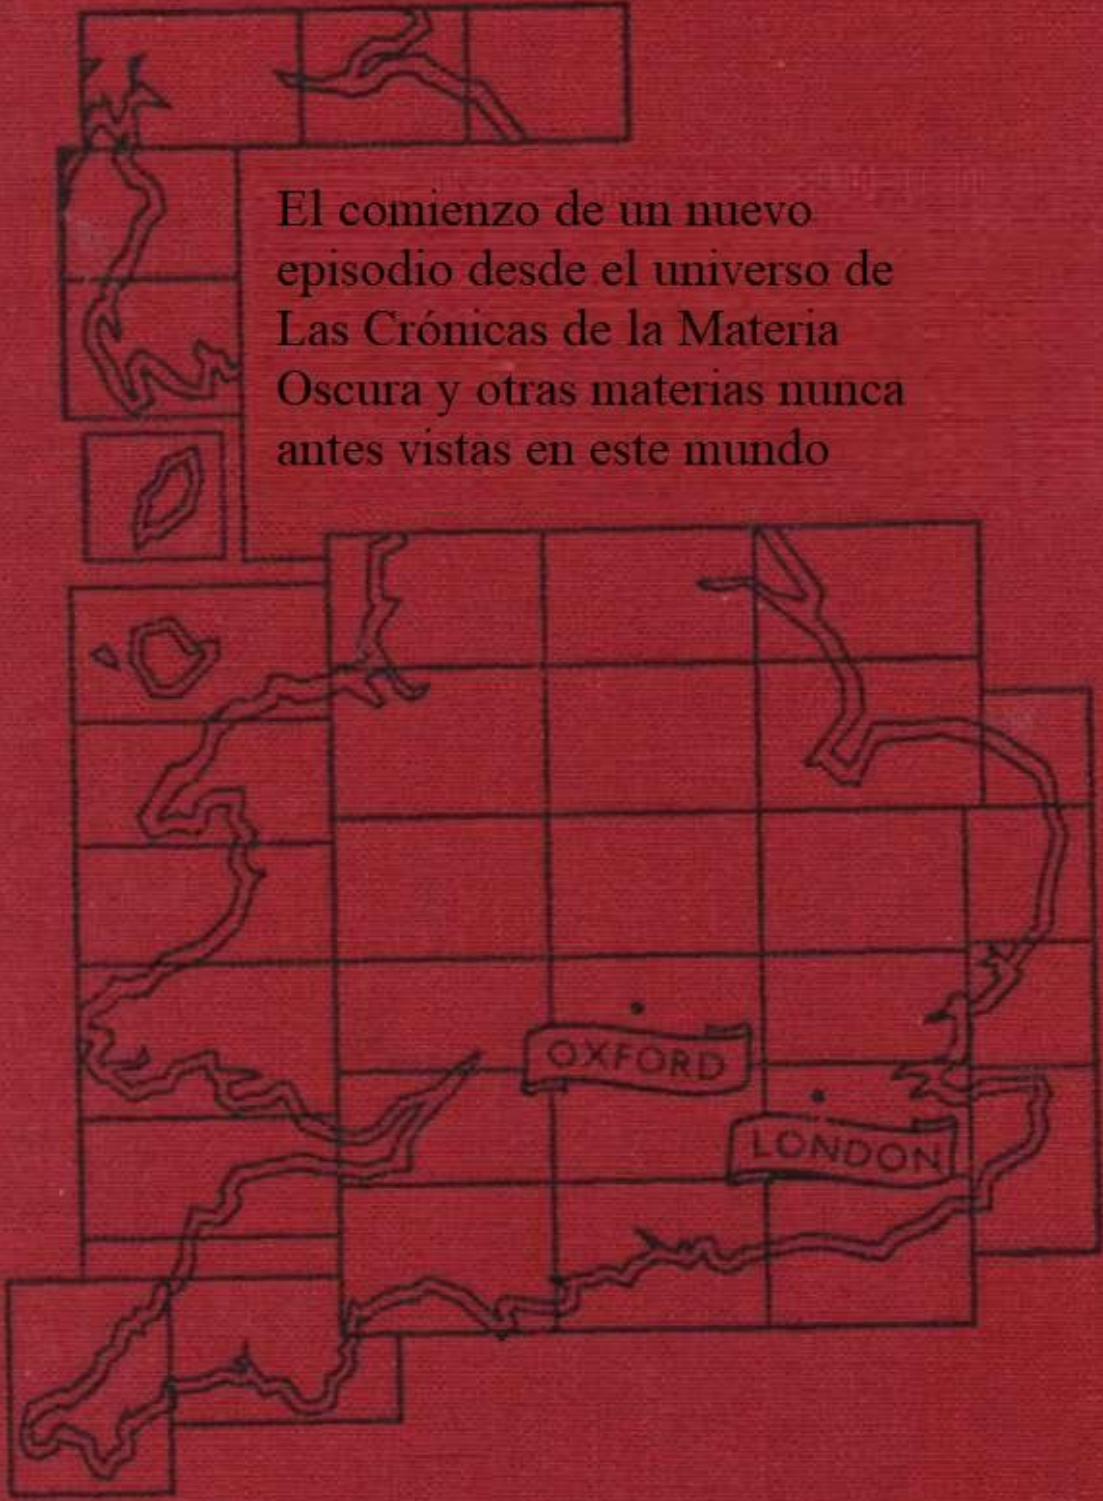 El comienzo de un nuevo
episodio desde el universo de
Las Crónicas de la Materia
Oscura y otras materias nunca
antes vistas en este mundo
OXFORD
LONDON